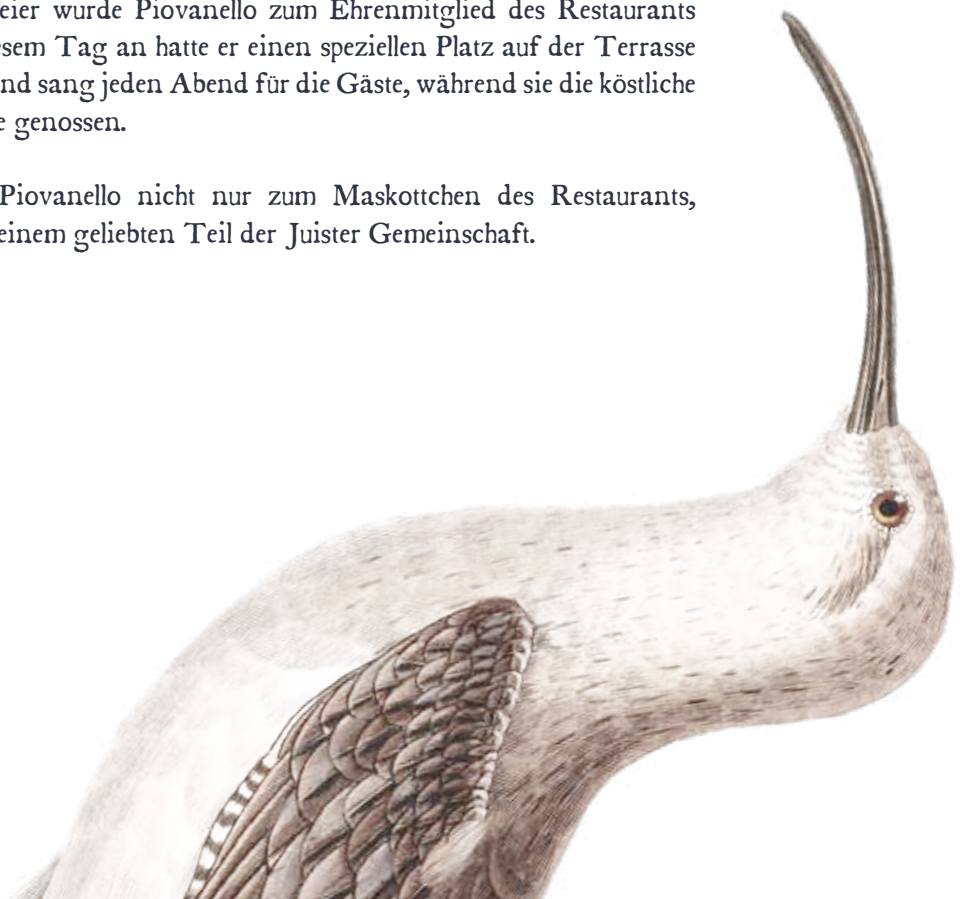 eier wurde Piovanello zum Ehrenmitglied des Restaurants
esem Tag an hatte er einen speziellen Platz auf der Terrasse
nd sang jeden Abend für die Gäste, während sie die köstliche
e genossen.
Piovanello nicht nur zum Maskottchen des Restaurants,
einem geliebten Teil der Juister Gemeinschaft.